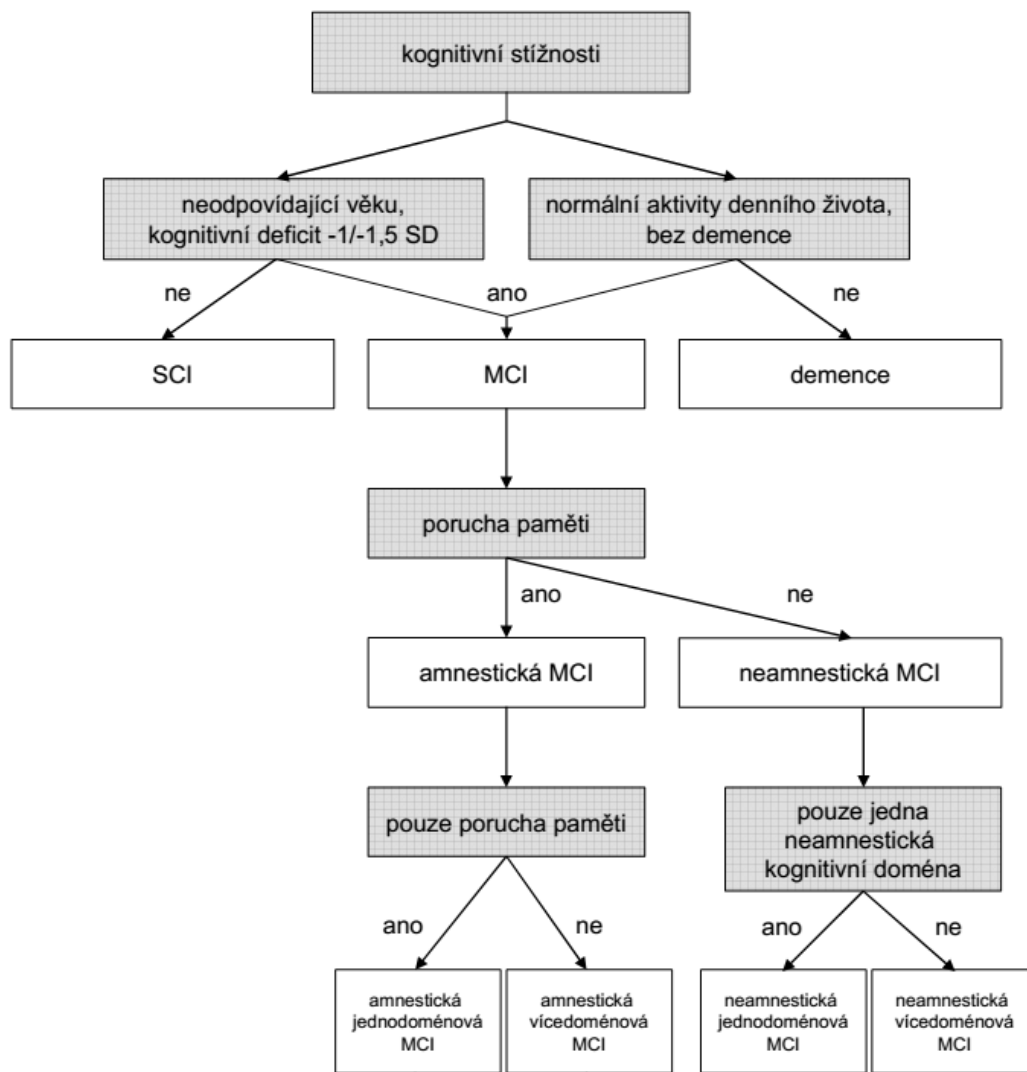 kognitivní stížnosti
neodpovídající věku,
kognitivní deficit -1/-1,5 SD
normální aktivity denního života,
bez demence
ne
ano
ne
SCI
MCI
demence
porucha paměti
ano
ne
amnestická MCI
neamnestická MCI
pouze porucha paměti
pouze jedna
neamnestická
kognitivní doména
ano
ne
ano
ne
amnestická
jednodoménová
MCI
amnestická
vícedoménová
MCI
neamnestická
jednodoménová
MCI
neamnestická
vícedoménová
MCI